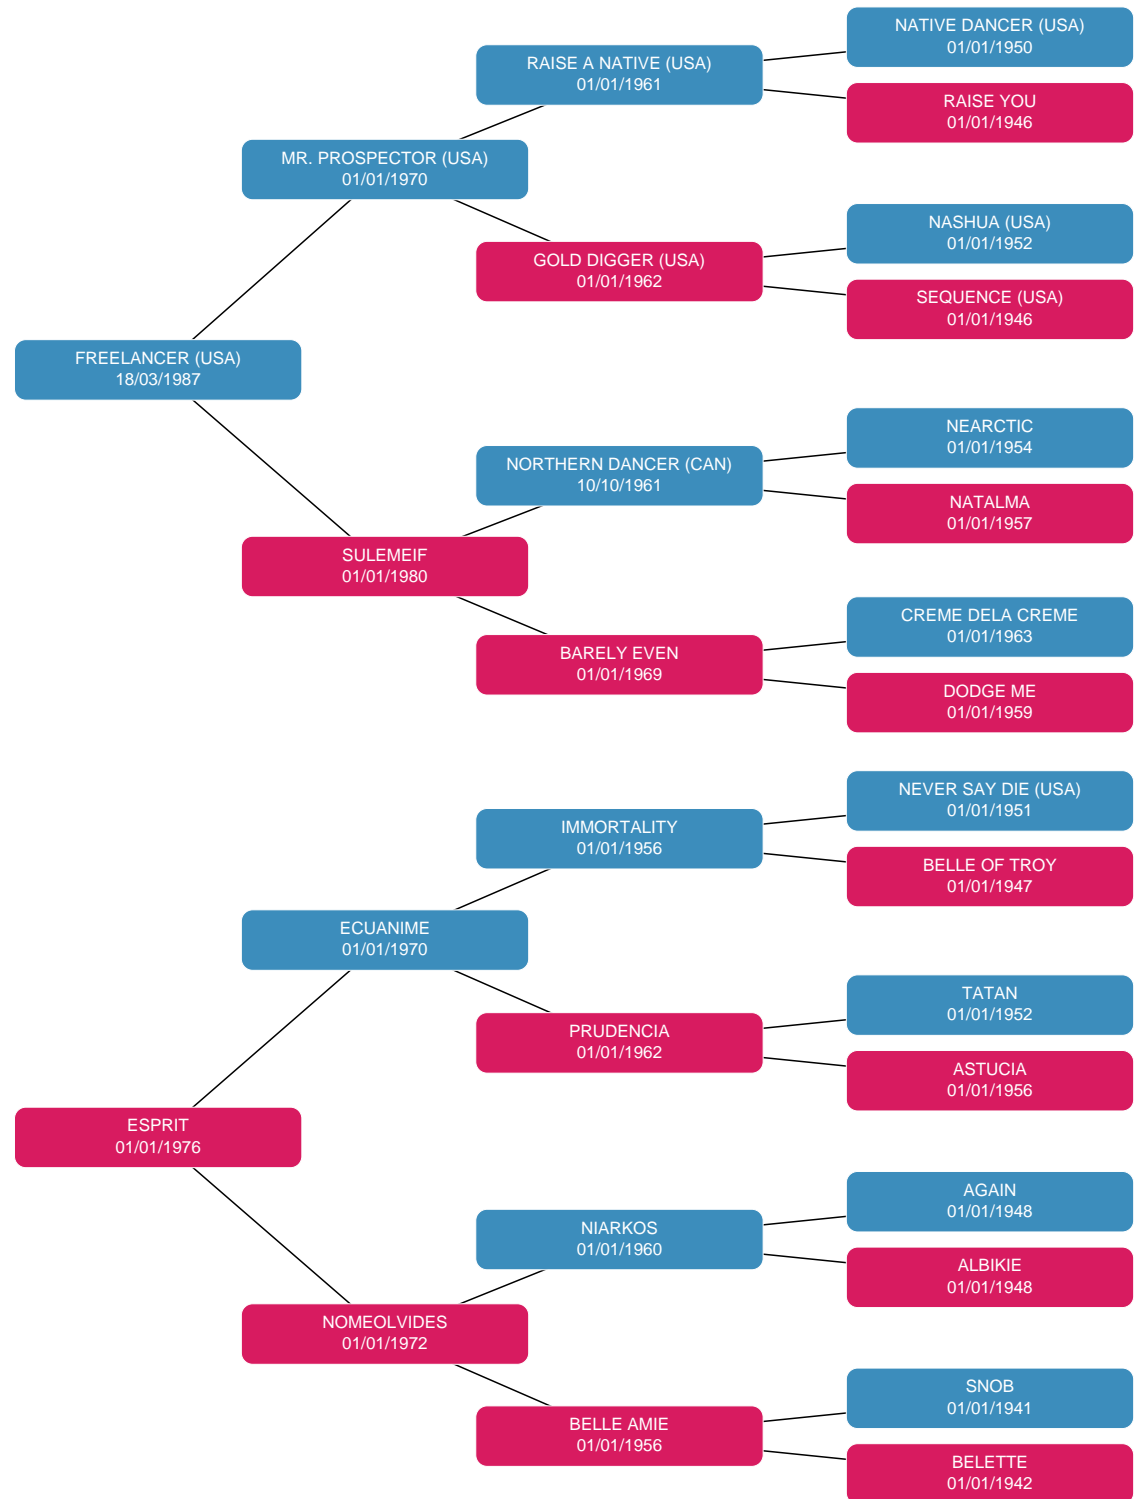 NATIVE DANCER (USA)
01/01/1950
RAISE A NATIVE (USA)
01/01/1961
RAISE YOU
01/01/1946
MR. PROSPECTOR (USA)
01/01/1970
NASHUA (USA)
01/01/1952
GOLD DIGGER (USA)
01/01/1962
SEQUENCE (USA)
01/01/1946
FREELANCER (USA)
18/03/1987
NEARCTIC
01/01/1954
NORTHERN DANCER (CAN)
10/10/1961
NATALMA
01/01/1957
SULEMEIF
01/01/1980
CREME DELA CREME
01/01/1963
BARELY EVEN
01/01/1969
DODGE ME
01/01/1959
NEVER SAY DIE (USA)
01/01/1951
IMMORTALITY
01/01/1956
BELLE OF TROY
01/01/1947
ECUANIME
01/01/1970
TATAN
01/01/1952
PRUDENCIA
01/01/1962
ASTUCIA
01/01/1956
ESPRIT
01/01/1976
AGAIN
01/01/1948
NIARKOS
01/01/1960
ALBIKIE
01/01/1948
NOMEOLVIDES
01/01/1972
SNOB
01/01/1941
BELLE AMIE
01/01/1956
BELETTE
01/01/1942